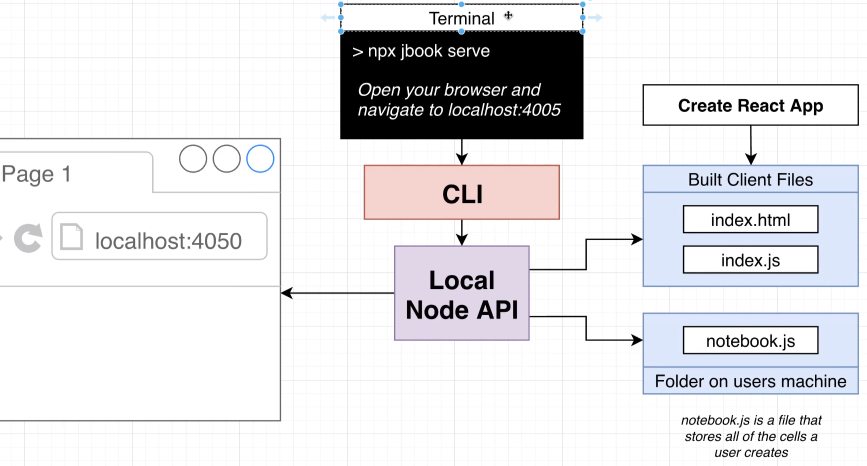 Terminal
> npx jbook serve
Open your browser and
navigate to localhost:4005
Create React App
Page 1
CLI
Built Client Files
index.html
localhost:4050
index.js
Local
Node API
notebook.js
Folder on users machine
notebook.js is a file that
stores all of the cells a
user creates